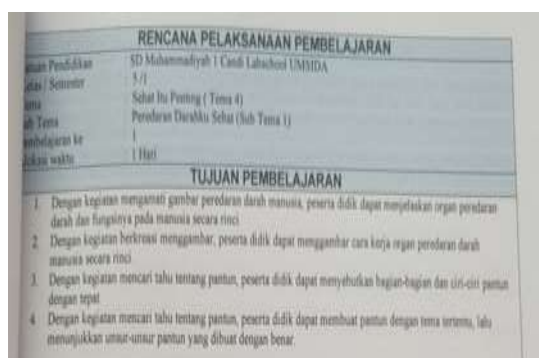 RENCANA PELAKSANAAN PEMBELAJARAN
Pendidikan SD Muhammadiyah 1 Candi Labschool UMSIDA
Semester 5/1
Sehat Itu Penting ( Tema 4)
Tema Peredaran Darahku Sehat (Sub Tema 1)
ke 1
waktu 1 Hari
TUJUAN PEMBELAJARAN
1. Dengan kegiatan mengamati gambar peredaran darah manusia, peserta didik dapat menjelaskan organ peredaran
darah dan fungsinya pada manusia secara rinci
2. Dengan kegiatan berkreasi menggambar, peserta didik dapat menggambar cara kerja organ peredaran darah
manusia secara rinci
3. Dengan kegiatan mencari tahu tentang pantun, peserta didik dapat menyebutkan bagian-bagian dan ciri-ciri pantun
dengan tepat
4. Dengan kegiatan mencari tahu tentang pantun, peserta didik dapat membuat pantun dengan tema tertentu, lalu
menunjukkan unsur-unsur pantun yang dibuat dengan benar.